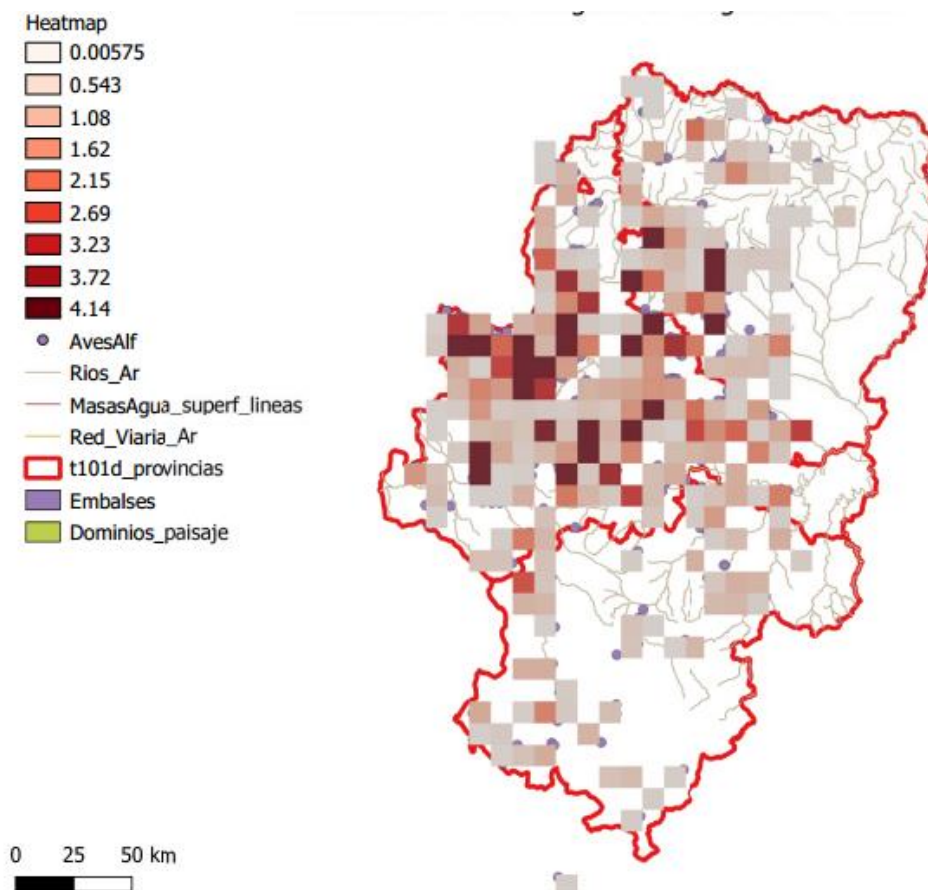 Heatmap
0.00575
0.543
1.08
1.62
2.15
2.69
3.23
3.72
4.14
AvesAlf
Rios_Ar
MasasAgua_superf_lineas
Red_Viaria_Ar
t101d_provincias
Embalses
Dominios_paisaje
0 25 50 km